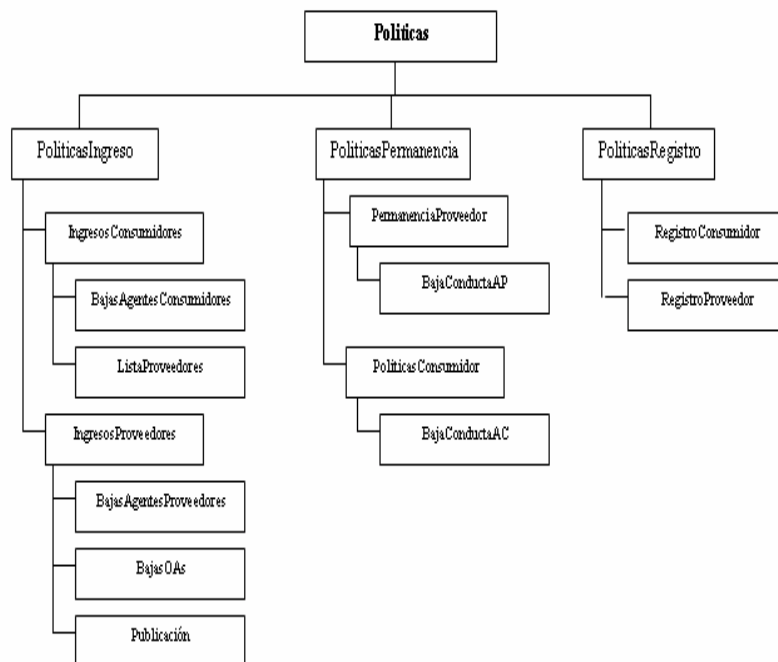 Politicas
PoliticasIngreso
PoliticasPermanencia
PoliticasRegistro
IngresosConsumidores
BajasAgentesConsumidores
ListaProveedores
IngresosProveedores
BajasAgentesProveedores
BajasOAs
Publicación
PermanenciaProveedor
BajaConductaAP
PoliticasConsumidor
BajaConductaAC
RegistroConsumidor
RegistroProveedor